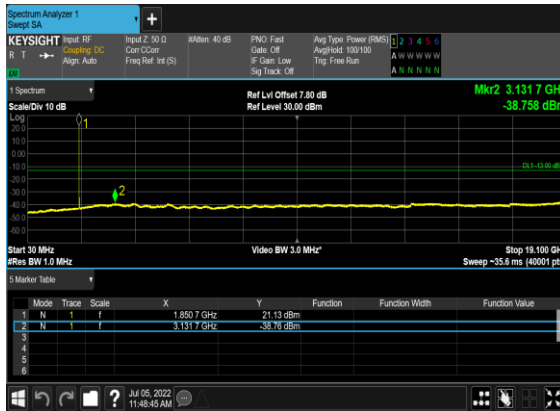 Spectrum Analyzer 1
Swept SA
KEYSIGHT Input: RF Input Z: 50 Ω #Atten: 40 dB PNO: Fast Avg Type: Power (RMS) 1 2 3 4 5 6
R T Coupling: DC Corr CCorr Gate: Off Avg|Hold: 100/100 A W W W W W
Align: Auto Freq Ref: Int (S) IF Gain: Low Trig: Free Run
Sig Track: Off A N N N N N
1 Spectrum
Scale/Div 10 dB
Ref Lvl Offset 7.80 dB
Ref Level 30.00 dBm
Mkr2 3.131 7 GHz
-38.758 dBm
Log
20.0
10.0
0.00
-10.0
-20.0
-30.0
-40.0
-50.0
-60.0
1
2
DL1 -13.00 dBm
Start 30 MHz Video BW 3.0 MHz* Stop 19.100 GHz
#Res BW 1.0 MHz Sweep ~35.6 ms (40001 pts)
5 Marker Table
Mode Trace Scale X Y Function Function Width Function Value
1 N 1 f 1.850 7 GHz 21.13 dBm
2 N 1 f 3.131 7 GHz -38.76 dBm
3
4
5
6
? Jul 05, 2022
11:48:45 AM